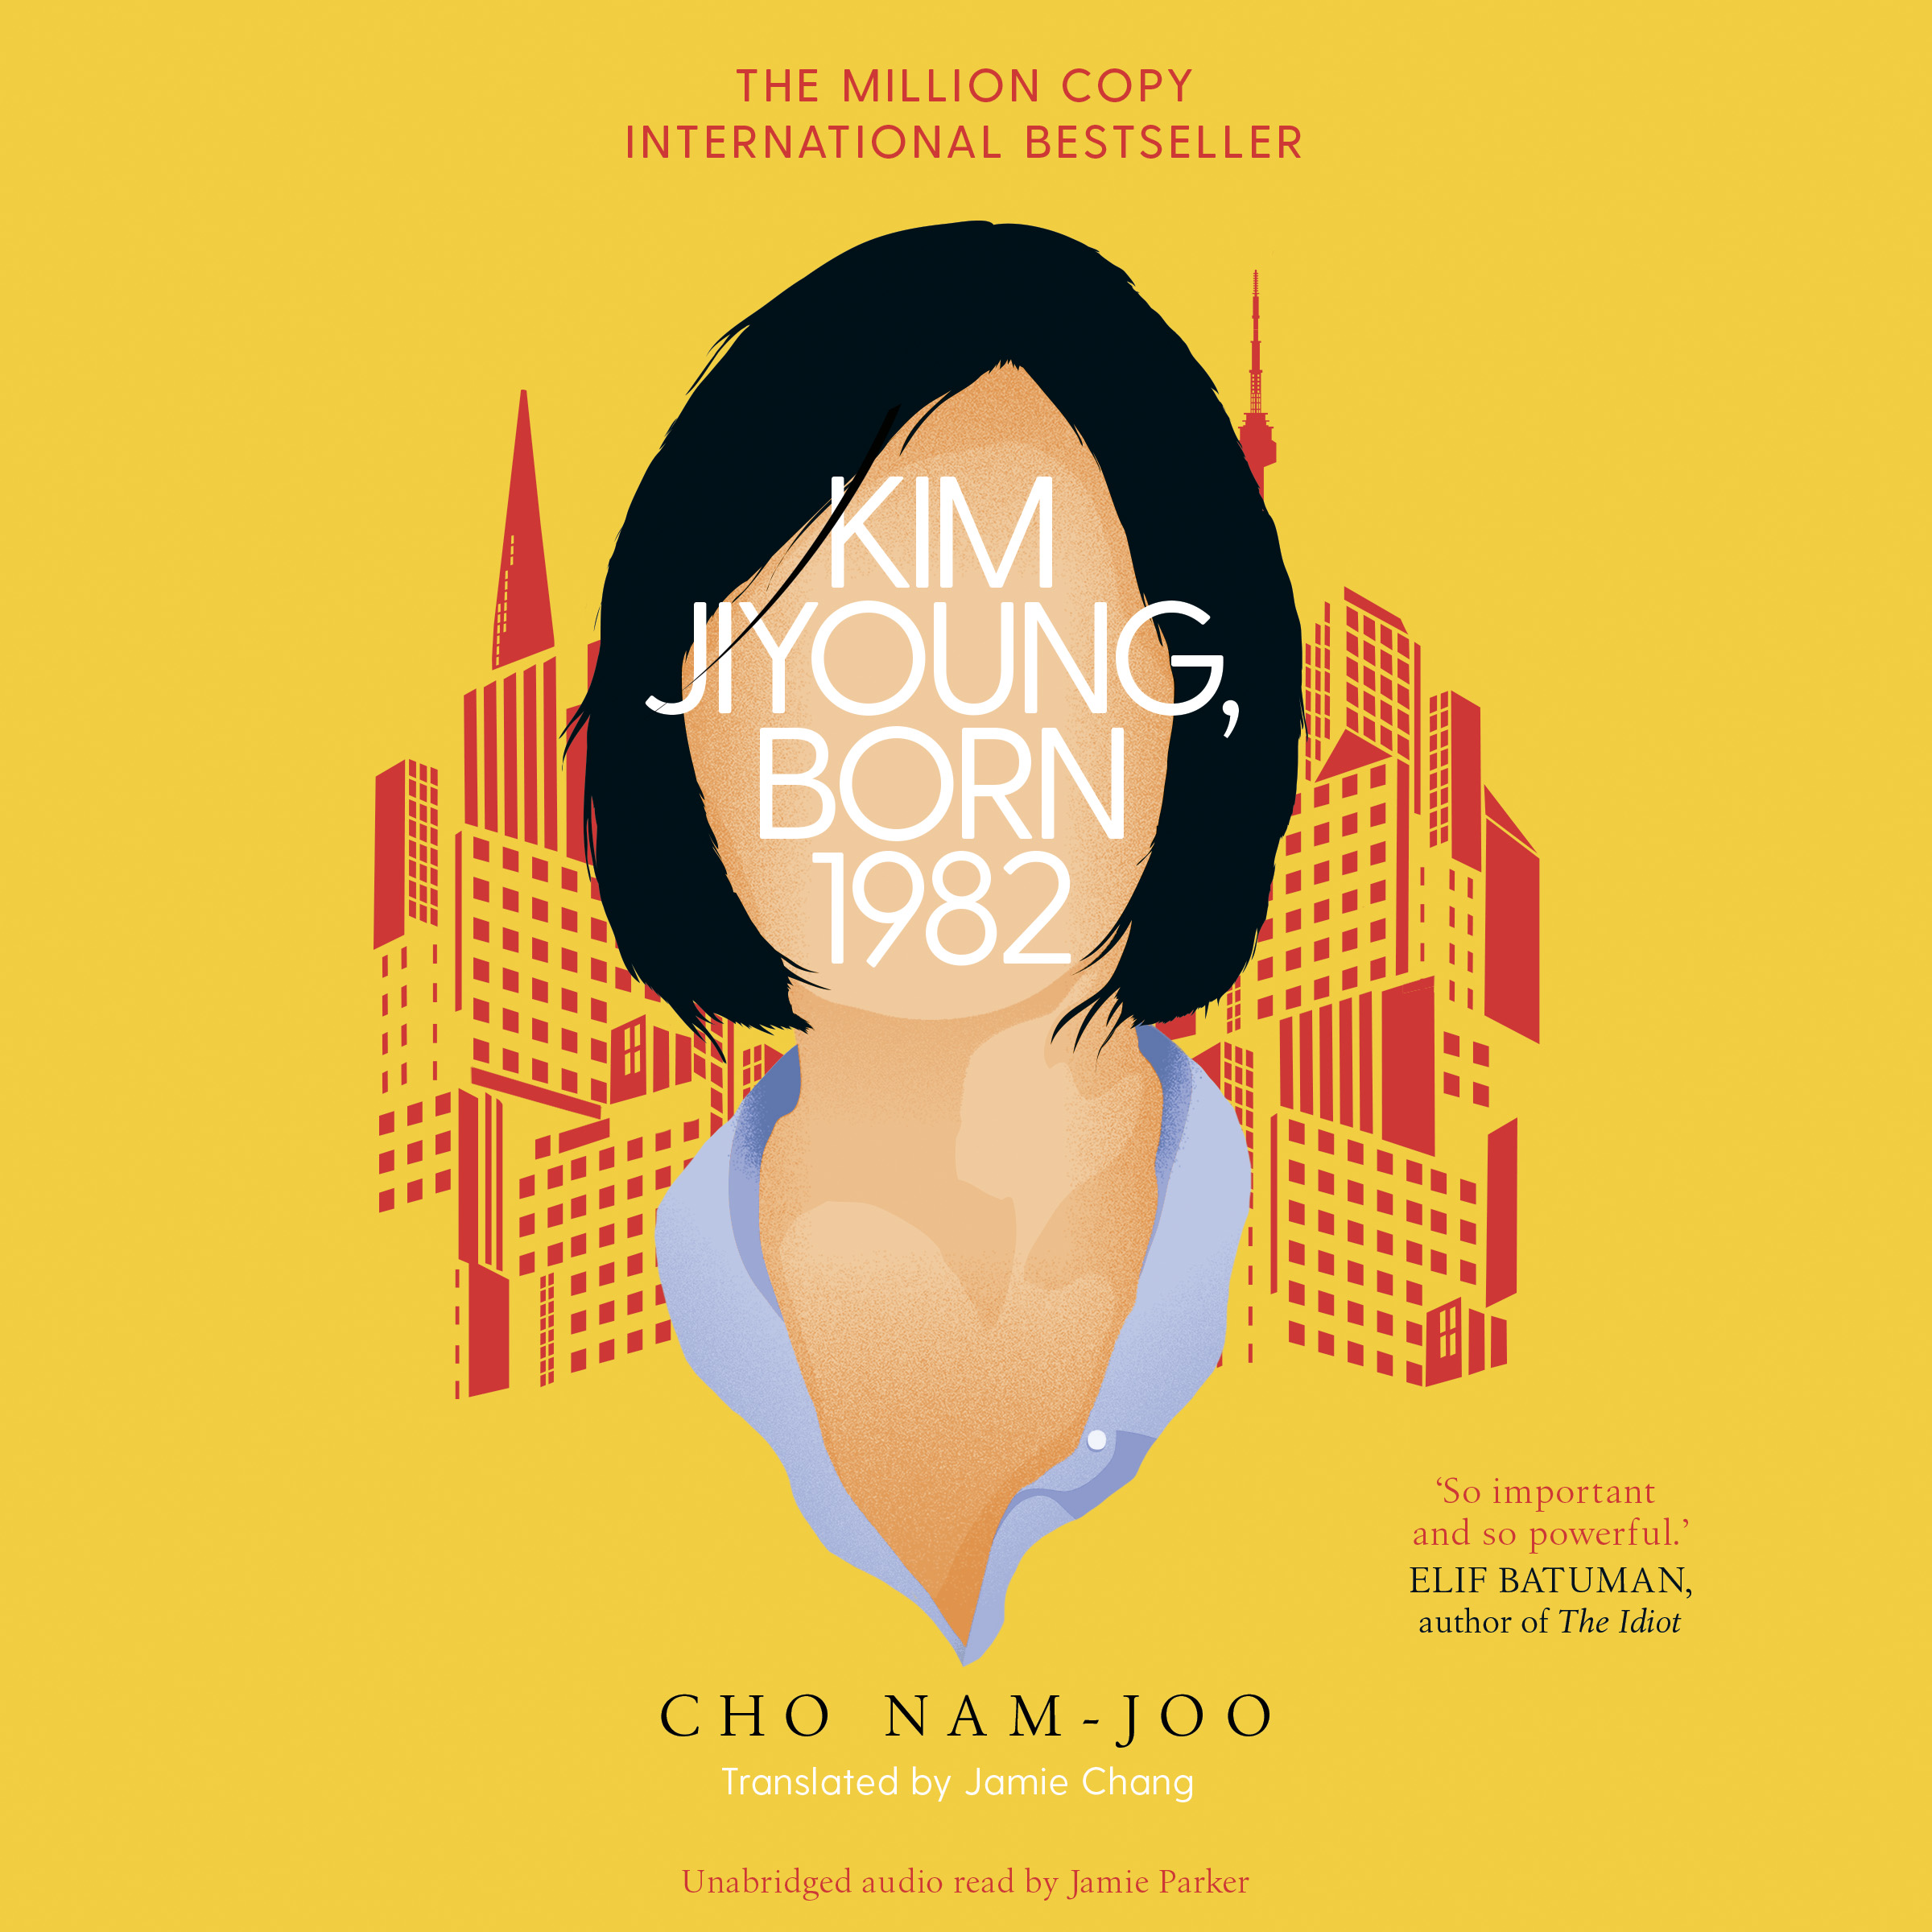 THE MILLION COPY
INTERNATIONAL BESTSELLER
KIM
JIYOUNG,
BORN
1982
‘So important
and so powerful.’
ELIF BATUMAN,
author of The Idiot
CHO NAM-JOO
Translated by Jamie Chang
Unabridged audio read by Jamie Parker